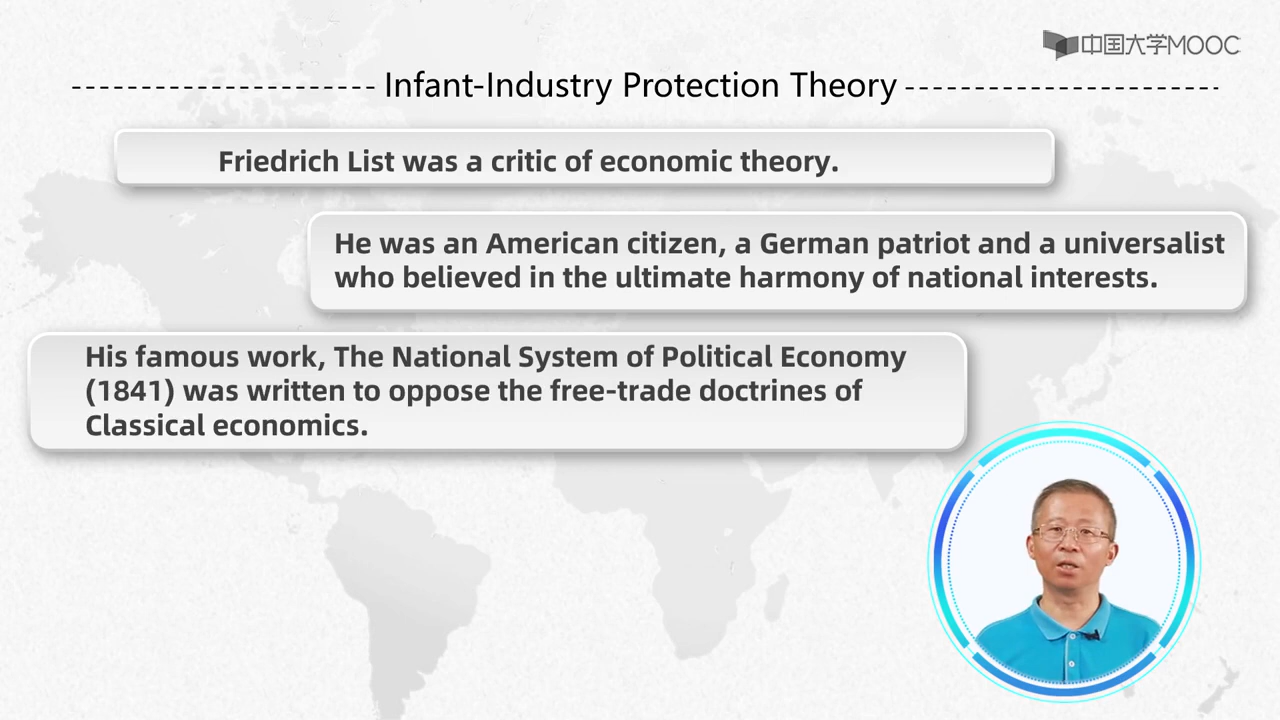 中国大学MOOC
Infant-Industry Protection Theory
Friedrich List was a critic of economic theory.
He was an American citizen, a German patriot and a universalist
who believed in the ultimate harmony of national interests.
His famous work, The National System of Political Economy
(1841) was written to oppose the free-trade doctrines of
Classical economics.